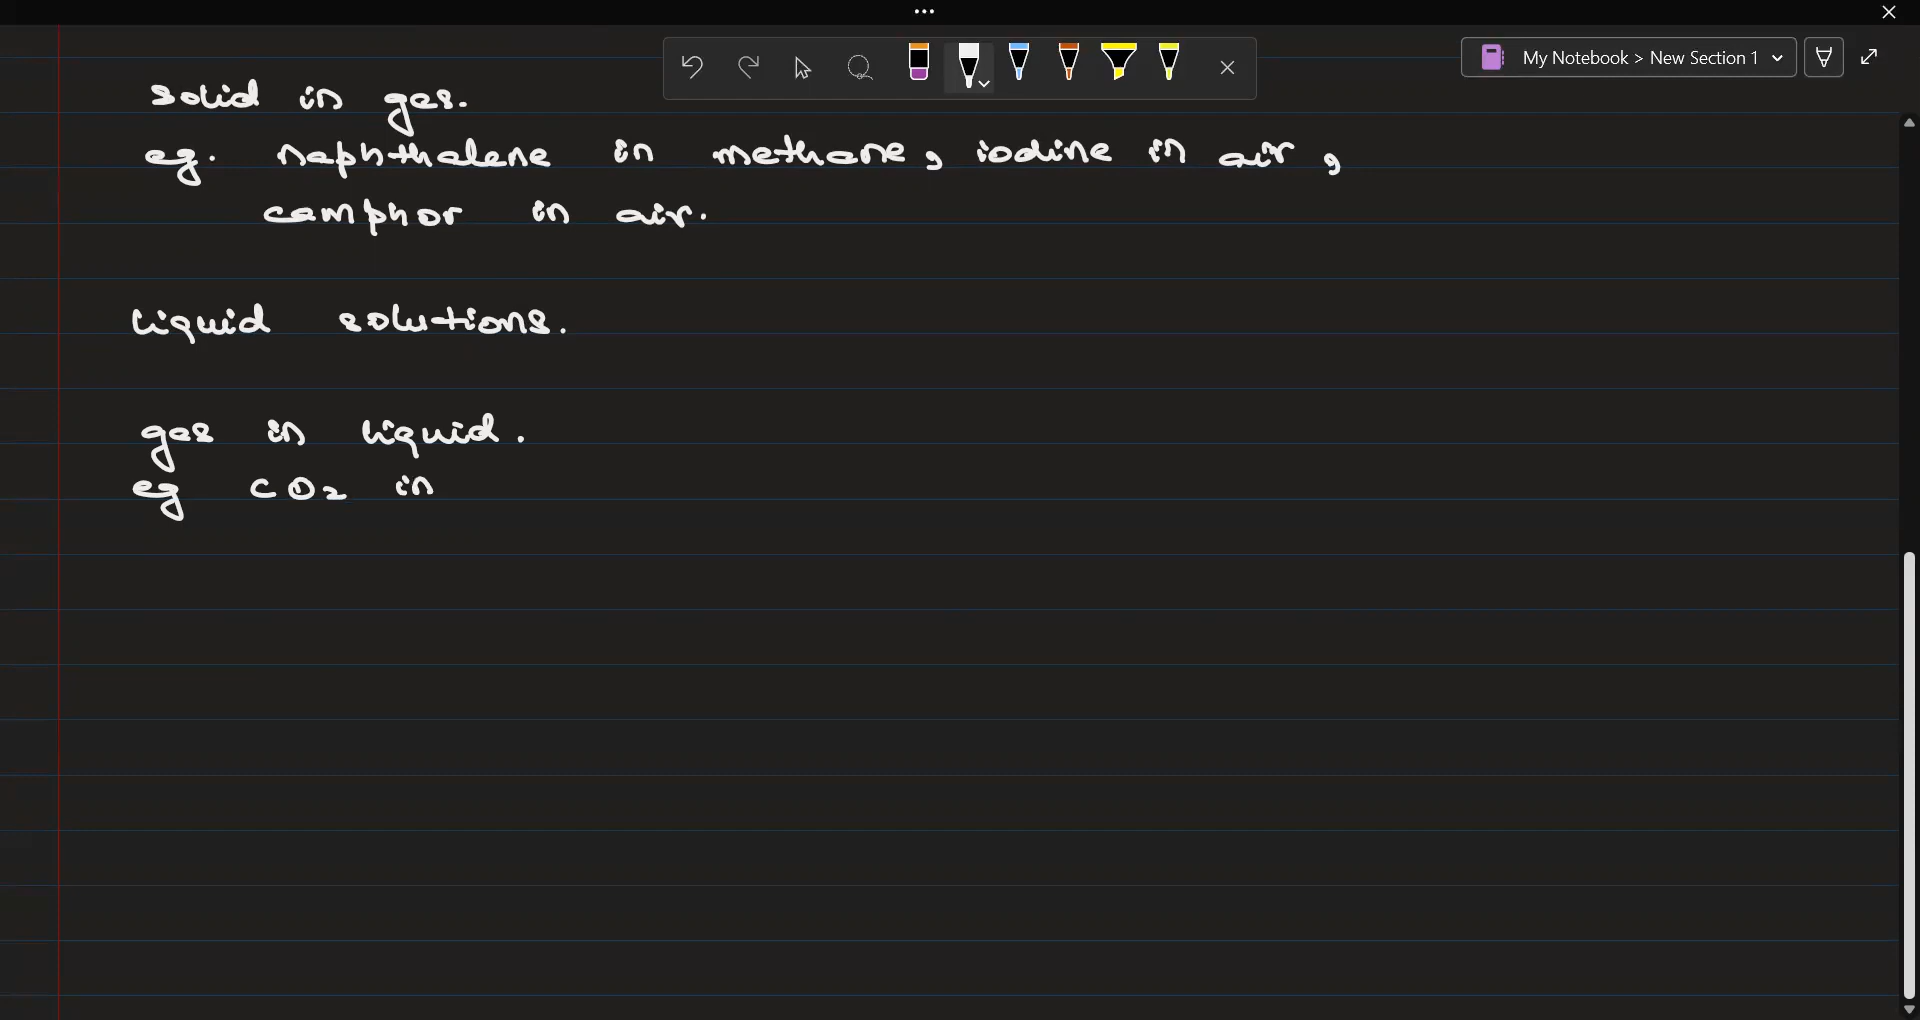 My Notebook > New Section 1
solid in gas.
eg. naphthalene in methane, iodine in air,
camphor in air.
liquid solutions.
gas in liquid.
eg CO₂ in